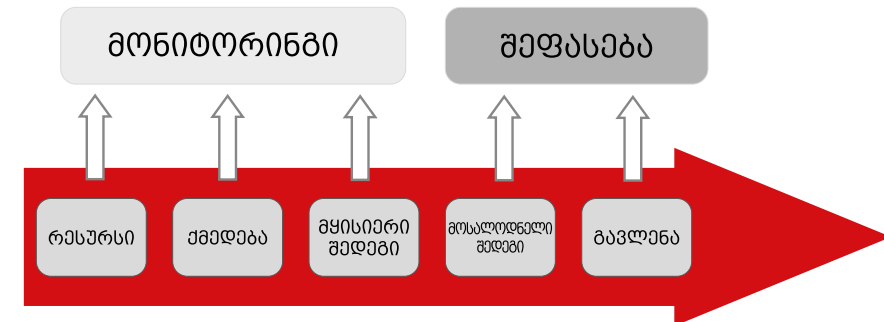 მონიტორინგი
შეფასება
რესურსი
ქმედება
მყისიერი
შედეგი
მოსალოდნელი
შედეგი
გავლენა